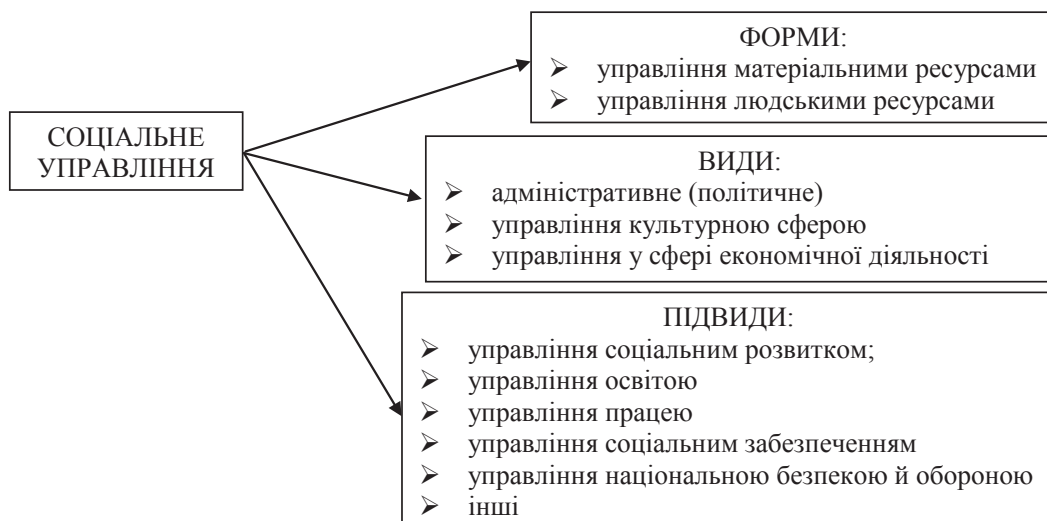 СОЦІАЛЬНЕ
УПРАВЛІННЯ
ФОРМИ:
➢ управління матеріальними ресурсами
➢ управління людськими ресурсами
ВИДИ:
➢ адміністративне (політичне)
➢ управління культурною сферою
➢ управління у сфері економічної діяльності
ПІДВИДИ:
➢ управління соціальним розвитком;
➢ управління освітою
➢ управління працею
➢ управління соціальним забезпеченням
➢ управління національною безпекою й обороною
➢ інші